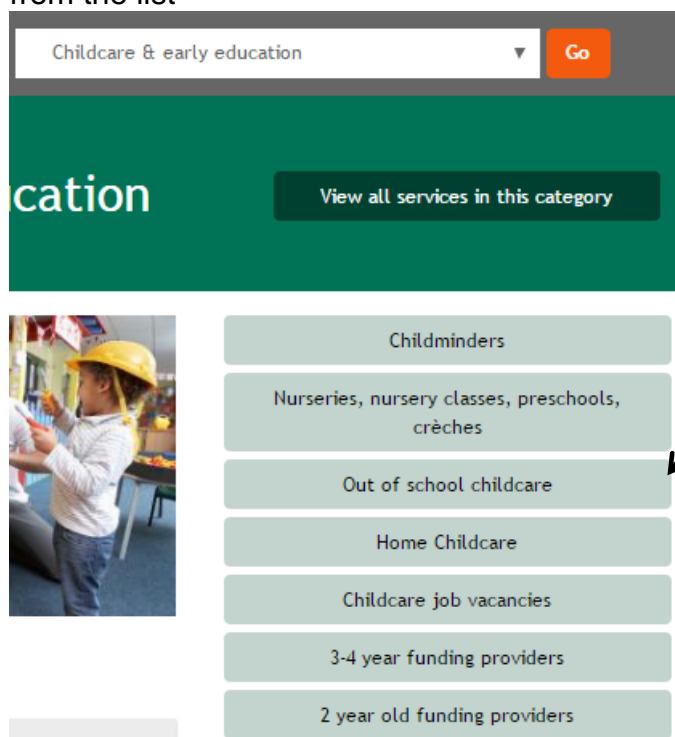 from the list
Childcare & early education
Go
ication
View all services in this category
Childminders
Nurseries, nursery classes, preschools,
crèches
Out of school childcare
Home Childcare
Childcare job vacancies
3-4 year funding providers
2 year old funding providers